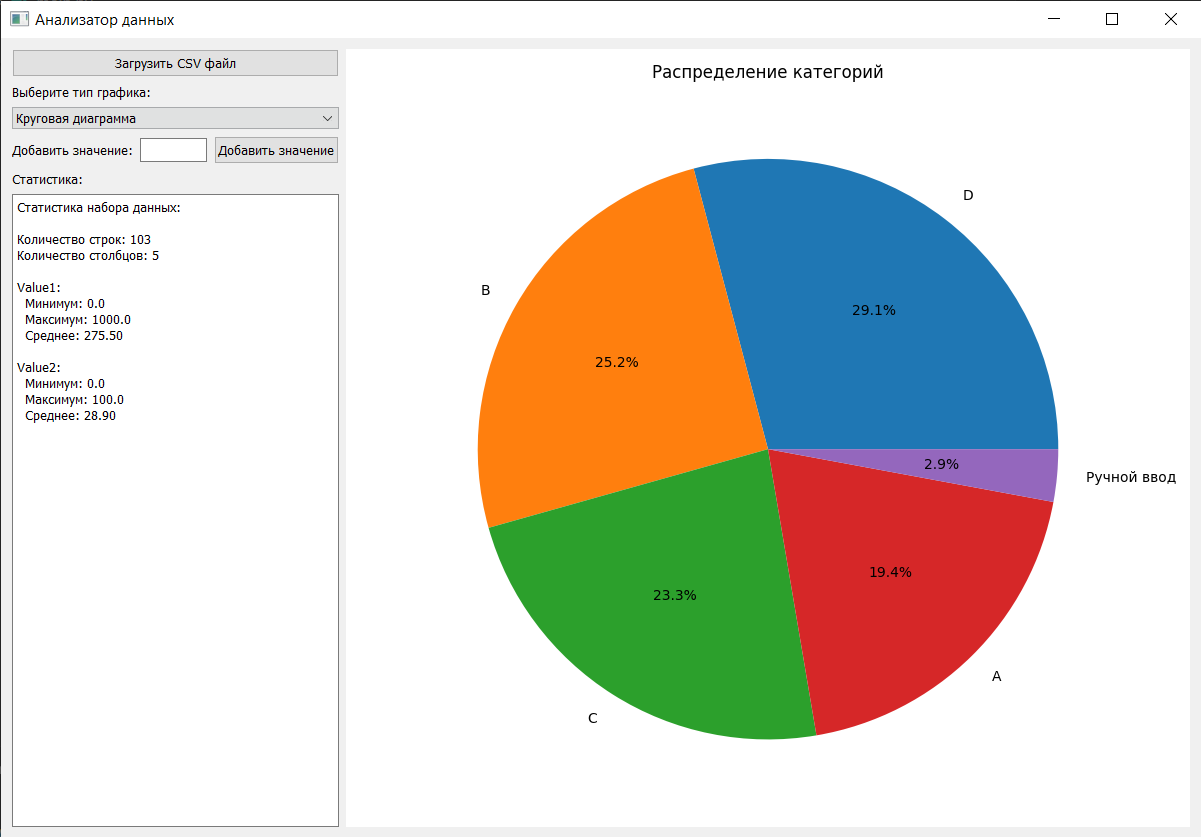 Анализатор данных
Загрузить CSV файл
Выберите тип графика:
Круговая диаграмма
Добавить значение:
Добавить значение
Статистика:
Статистика набора данных:
Количество строк: 103
Количество столбцов: 5
Value1:
Минимум: 0.0
Максимум: 1000.0
Среднее: 275.50
Value2:
Минимум: 0.0
Максимум: 100.0
Среднее: 28.90
Распределение категорий
D
29.1%
B
25.2%
2.9%
Ручной ввод
19.4%
23.3%
A
C